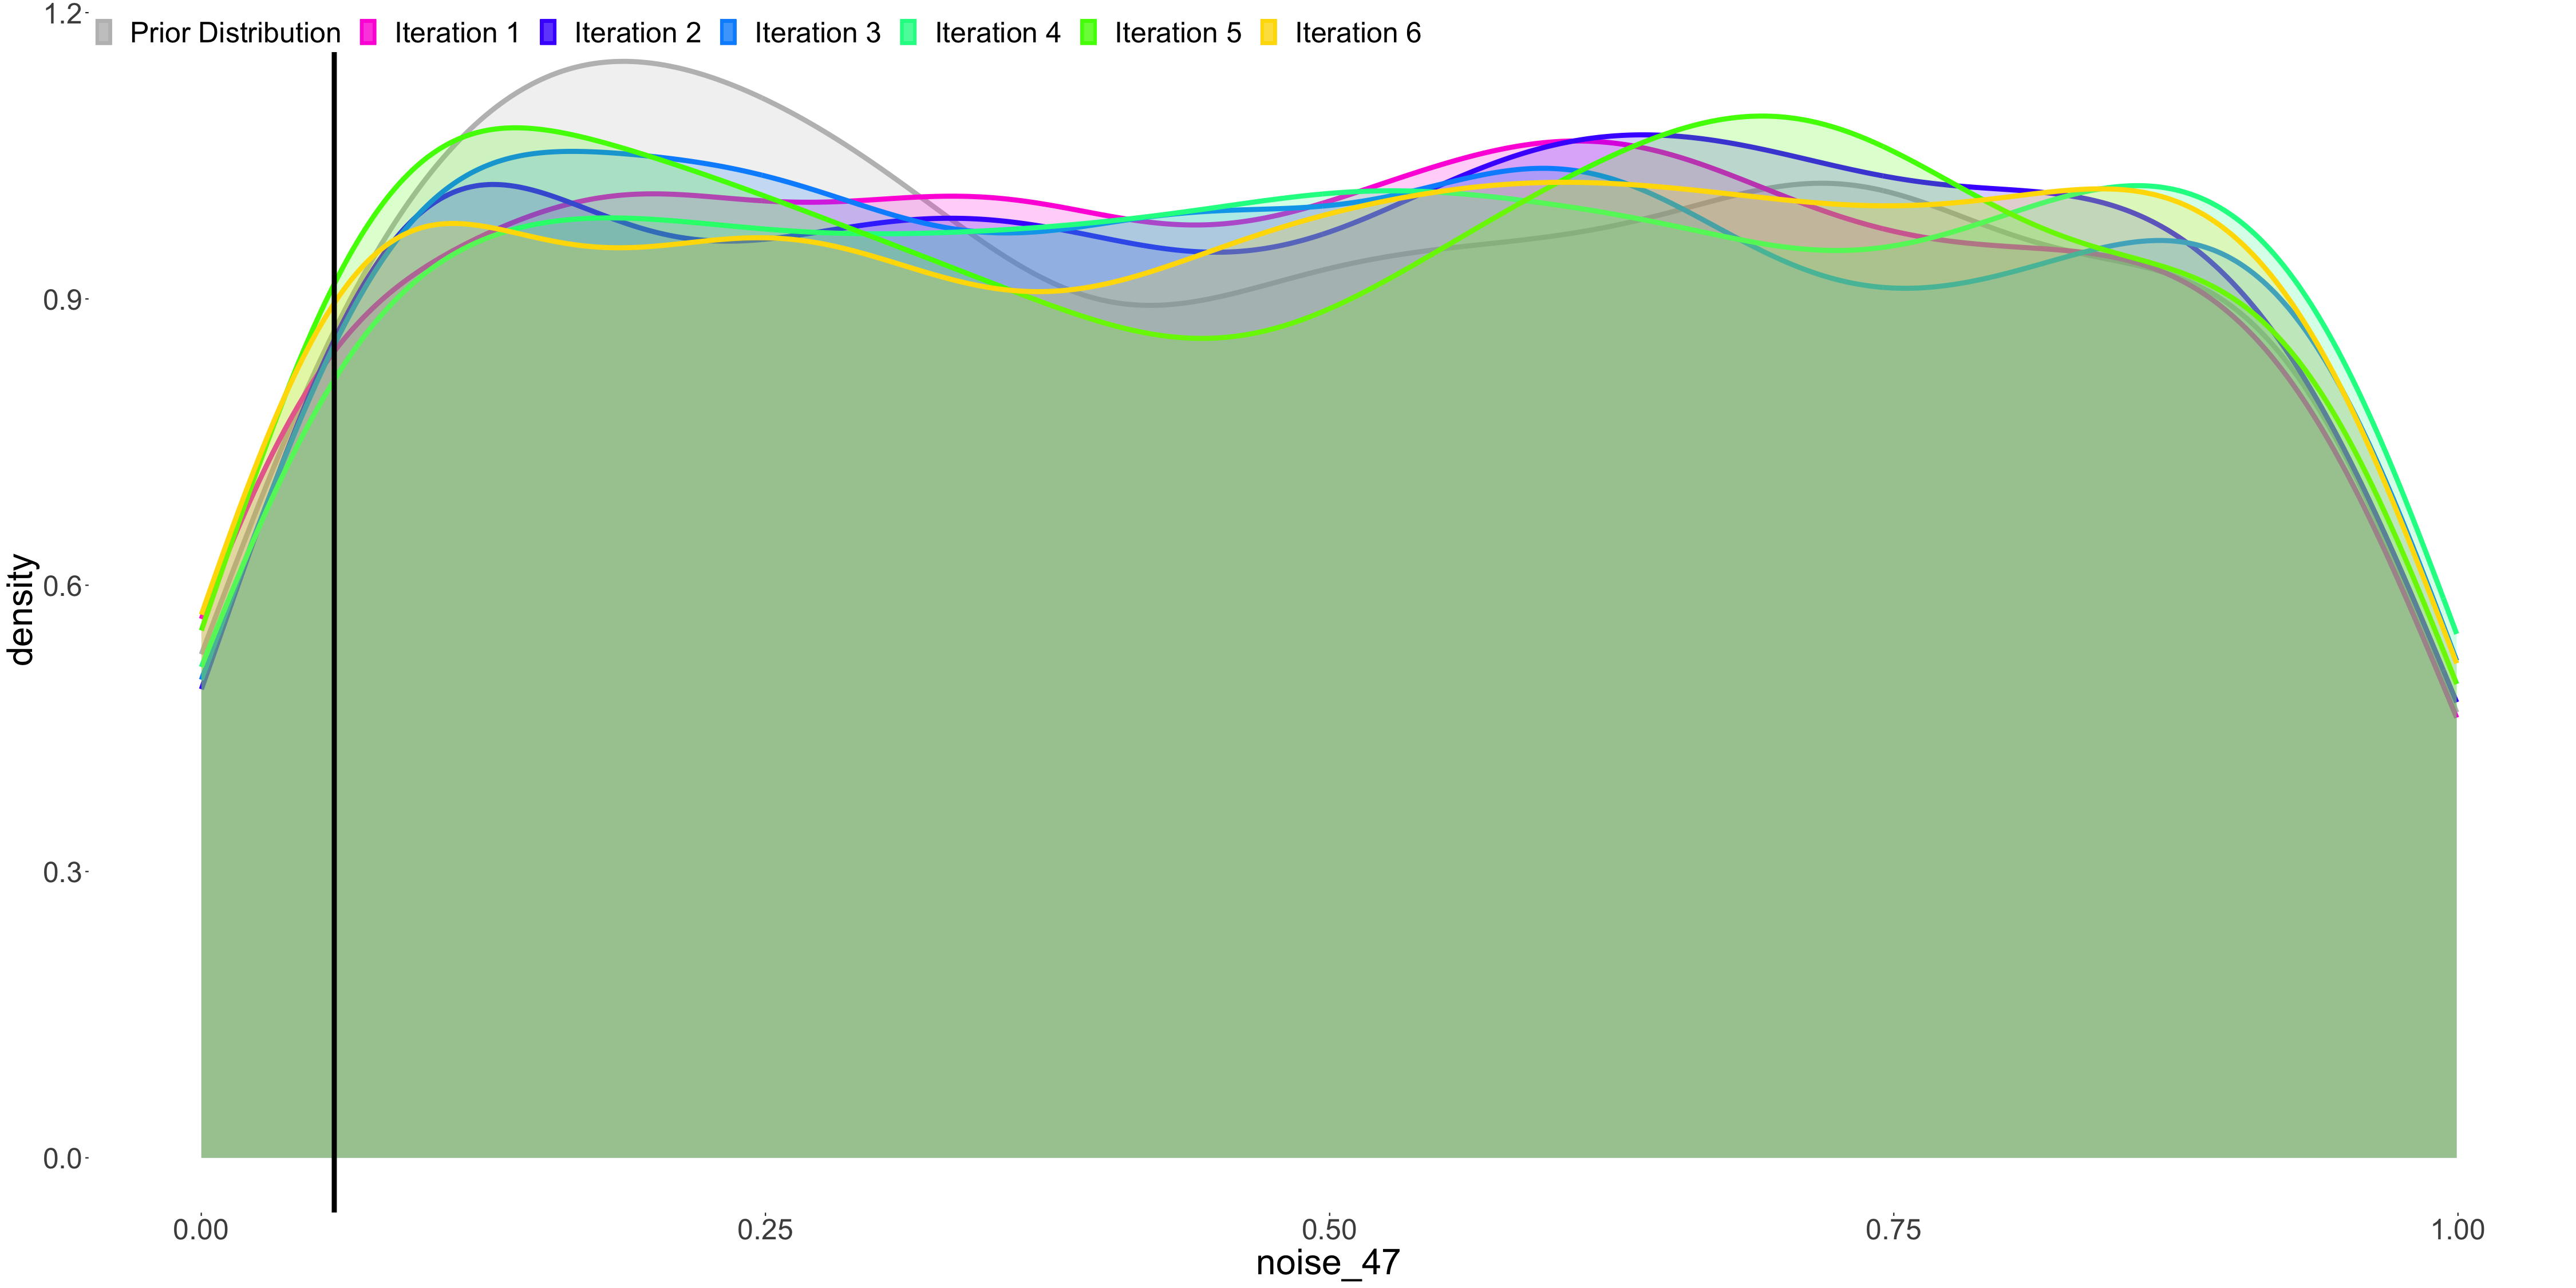 Prior Distribution Iteration 1 Iteration 2 Iteration 3 Iteration 4 Iteration 5 Iteration 6
1.2
0.9
0.6
0.3
0.0
density
0.00 0.25 0.50 0.75 1.00
noise_47